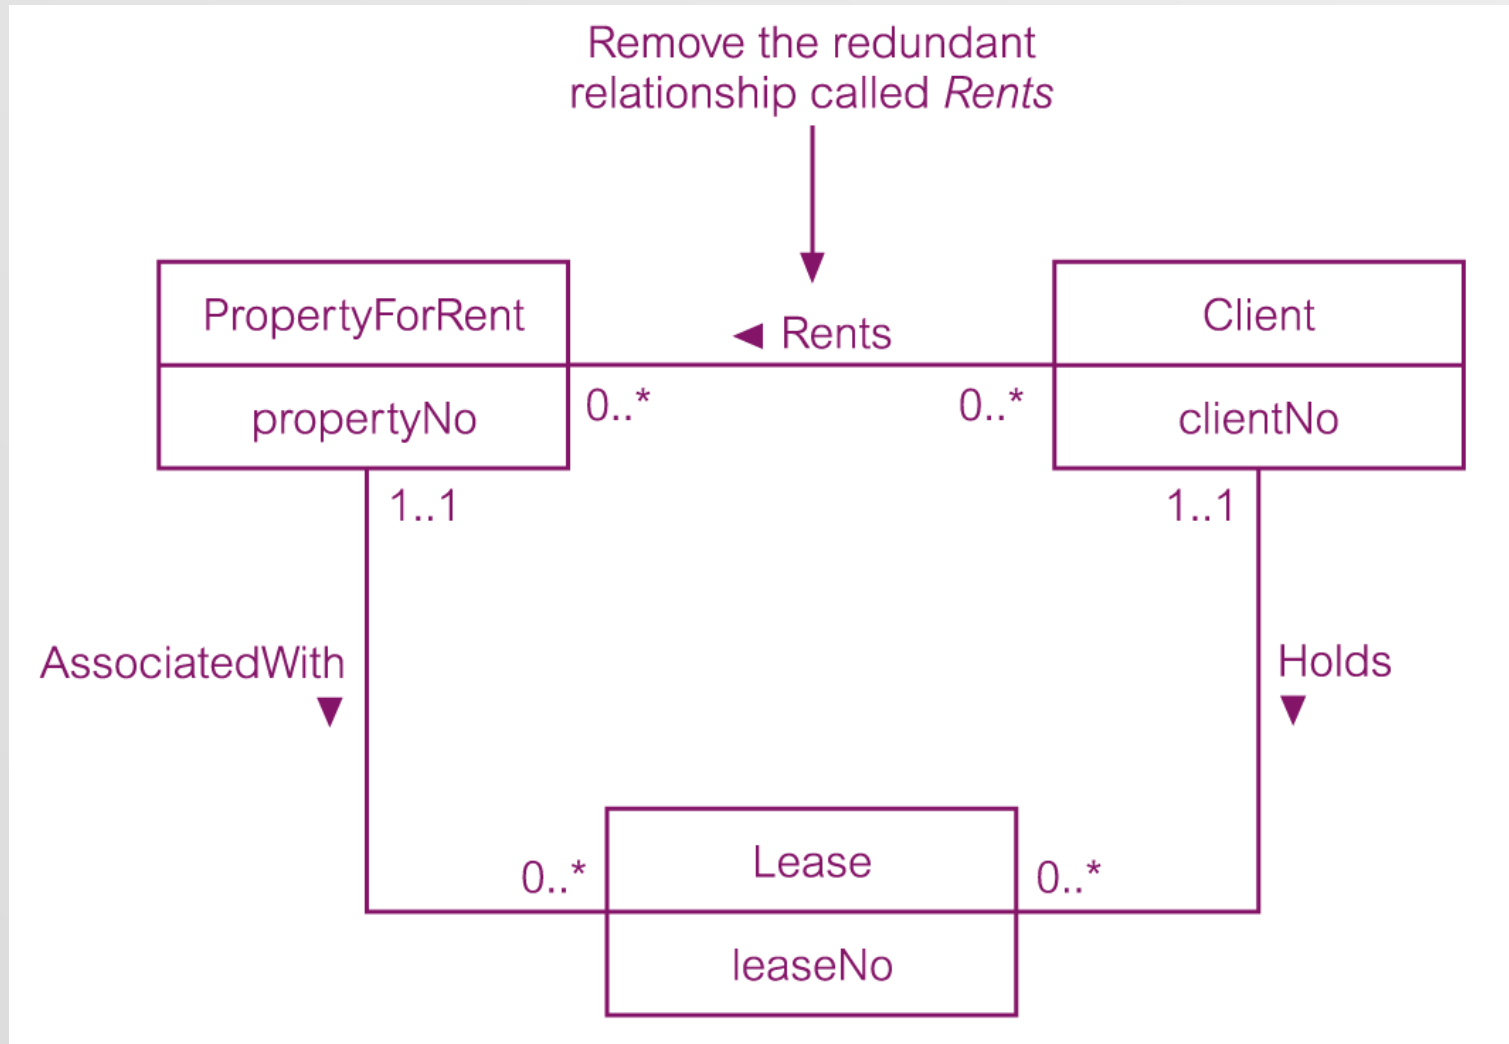 Remove the redundant
relationship called Rents
PropertyForRent
◄ Rents
Client
propertyNo
0..*
0..*
clientNo
1..1
1..1
AssociatedWith
▼
Holds
▼
0..*
Lease
0..*
leaseNo